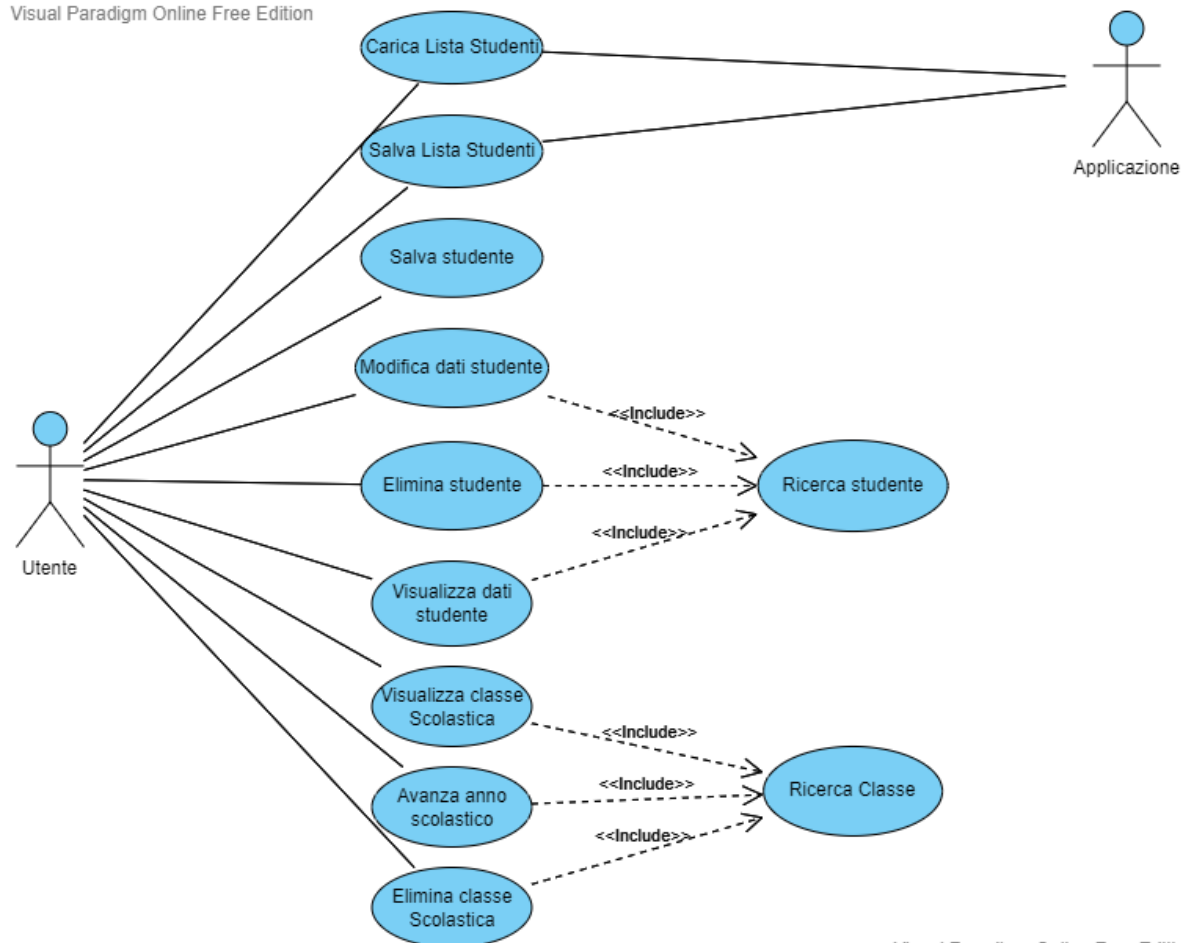 Visual Paradigm Online Free Edition
Carica Lista Studenti
Applicazione
Salva Lista Studenti
Salva studente
Modifica dati studente
<<Include>>
Elimina studente
<<Include>>
Ricerca studente
<<Include>>
Utente
Visualizza dati
studente
Visualizza classe
Scolastica
<<Include>>
Avanza anno
scolastico
<<Include>>
Ricerca Classe
<<Include>>
Elimina classe
Scolastica